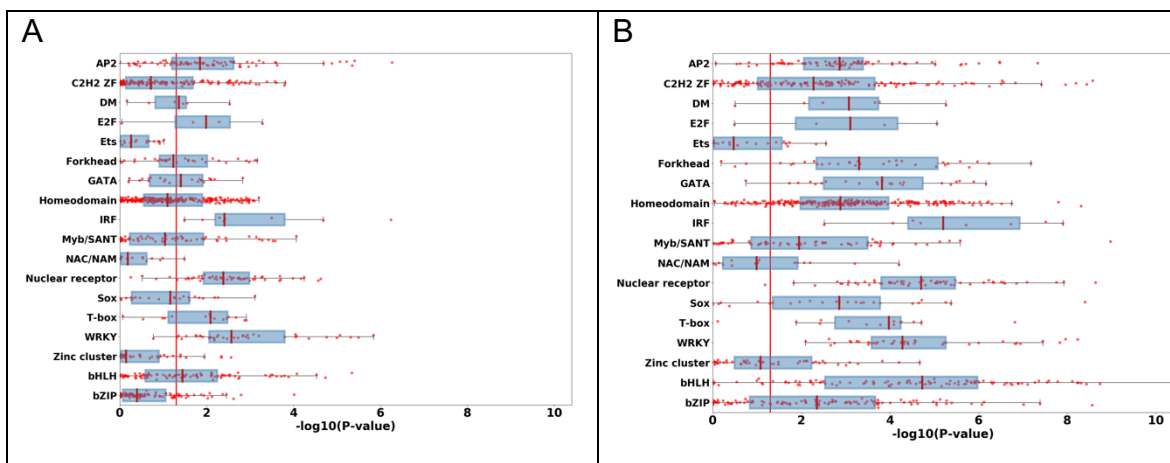 A
AP2
C2H2 ZF
DM
E2F
Ets
Forkhead
GATA
Homeodomain
IRF
Myb/SANT
NAC/NAM
Nuclear receptor
Sox
T-box
WRKY
Zinc cluster
bHLH
bZIP
0 2 4 6 8 10
-log10(P-value)
B
AP2
C2H2 ZF
DM
E2F
Ets
Forkhead
GATA
Homeodomain
IRF
Myb/SANT
NAC/NAM
Nuclear receptor
Sox
T-box
WRKY
Zinc cluster
bHLH
bZIP
0 2 4 6 8 10
-log10(P-value)